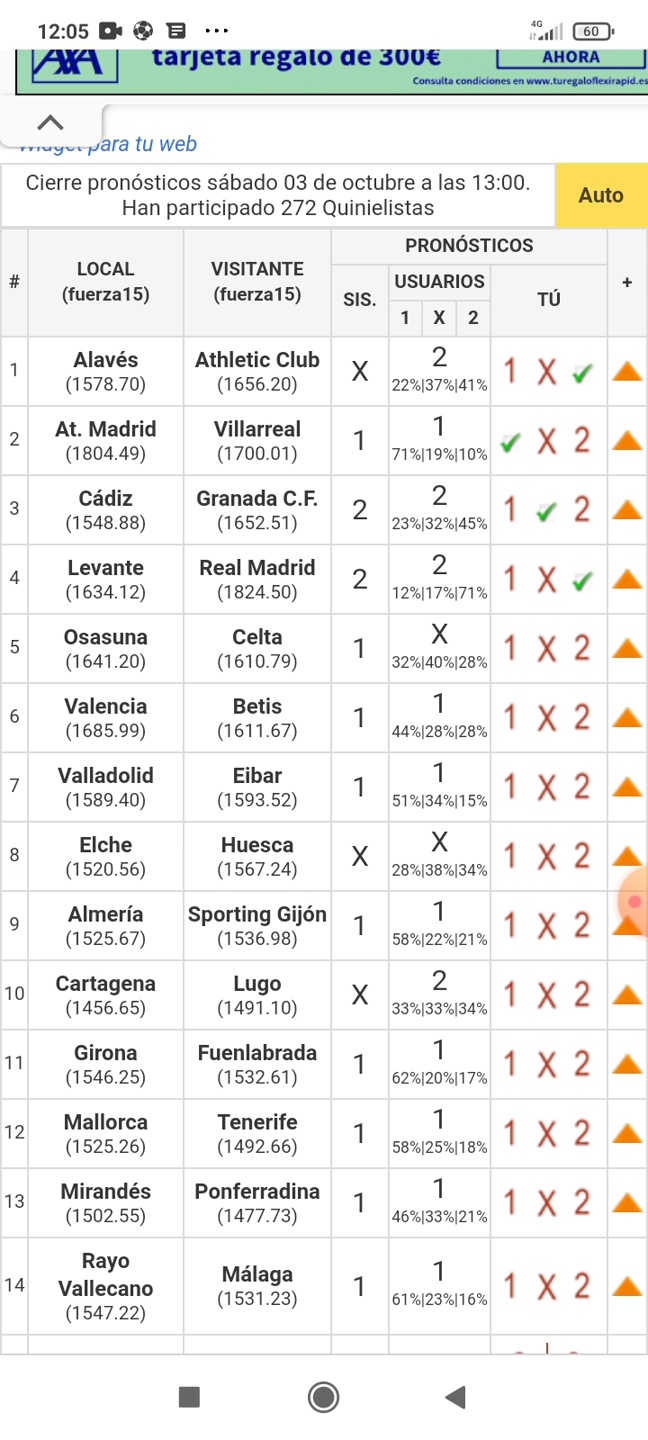 12:05
4G
60
AXA
tarjeta regalo de 300€
AHORA
Consulta condiciones en www.turegaloflexirapid.es
Widget para tu web
Cierre pronósticos sábado 03 de octubre a las 13:00.
Han participado 272 Quinielistas
Auto
#
LOCAL
(fuerza15)
VISITANTE
(fuerza15)
PRONÓSTICOS
SIS.
USUARIOS
1 X 2
TÚ
+
1 Alavés Athletic Club X 2 1 X
(1578.70) (1656.20) 22%|37%|41%
2 At. Madrid Villarreal 1 1 X 2
(1804.49) (1700.01) 71%|19%|10%
3 Cádiz Granada C.F. 2 2 1 2
(1548.88) (1652.51) 23%|32%|45%
4 Levante Real Madrid 2 2 1 X
(1634.12) (1824.50) 12%|17%|71%
5 Osasuna Celta 1 X 1 X 2
(1641.20) (1610.79) 32%|40%|28%
6 Valencia Betis 1 1 1 X 2
(1685.99) (1611.67) 44%|28%|28%
7 Valladolid Eibar 1 1 1 X 2
(1589.40) (1593.52) 51%|34%|15%
8 Elche Huesca X X 1 X 2
(1520.56) (1567.24) 28%|38%|34%
9 Almería Sporting Gijón 1 1 1 X 2
(1525.67) (1536.98) 58%|22%|21%
10 Cartagena Lugo X 2 1 X 2
(1456.65) (1491.10) 33%|33%|34%
11 Girona Fuenlabrada 1 1 1 X 2
(1546.25) (1532.61) 62%|20%|17%
12 Mallorca Tenerife 1 1 1 X 2
(1525.26) (1492.66) 58%|25%|18%
13 Mirandés Ponferradina 1 1 1 X 2
(1502.55) (1477.73) 46%|33%|21%
14 Rayo Vallecano Málaga 1 1 1 X 2
(1547.22) (1531.23) 61%|23%|16%